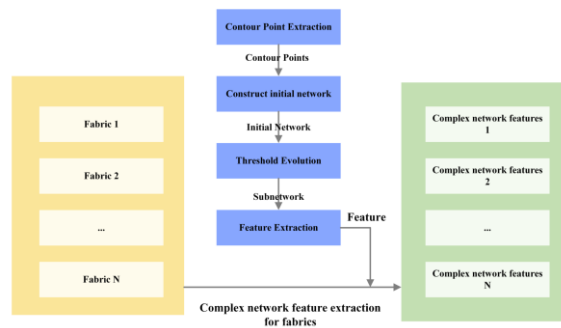 Contour Point Extraction
Contour Points
Construct initial network
Initial Network
Threshold Evolution
Subnetwork
Feature Extraction
Feature
Fabric 1
Fabric 2
...
Fabric N
Complex network feature extraction
for fabrics
Complex network features
1
Complex network features
2
...
Complex network features
N